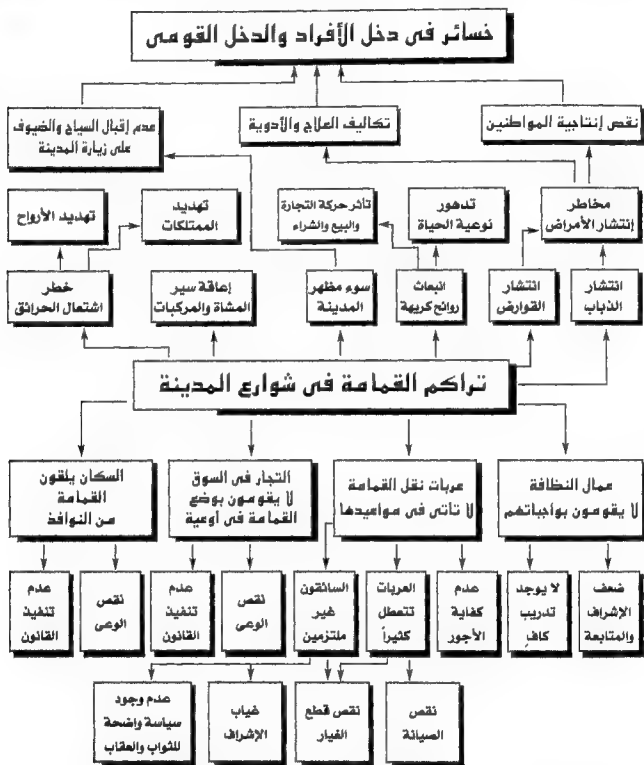 خسائر فى دخل الأفراد والدخل القومى
نقص إنتاجية المواطنين
تكاليف العلاج والأدوية
عدم إقبال السياح والضيوف
على زيارة المدينة
مخاطر
إنتشار الأمراض
تدهور
نوعية الحياة
تأثر حركة التجارة
والبيع والشراء
تهديد
الممتلكات
تهديد الأرواح
انتشار
الذباب
انتشار
القوارض
انبعاث
روائح كريهة
سوء مظهر
المدينة
إعاقة سير
المشاة والمركبات
خطر
اشتعال الحرائق
تراكم القمامة فى شوارع المدينة
عمال النظافة
لا يقومون بواجباتهم
عربات نقل القمامة
لا تأتى فى مواعيدها
التجار فى السوق
لا يقومون بوضع
القمامة فى أوعية
السكان يلقون
القمامة
من النوافذ
ضعف
الإشراف
والمتابعة
لا يوجد
تدريب
كافٍ
عدم
كفاية
الأجور
العربات
تتعطل
كثيراً
السائقون
غير
ملتزمين
نقص
الوعى
عدم
تنفيذ
القانون
نقص
الوعى
عدم
تنفيذ
القانون
نقص
الصيانة
نقص قطع
الغيار
غياب
الإشراف
عدم وجود
سياسة واضحة
للثواب والعقاب